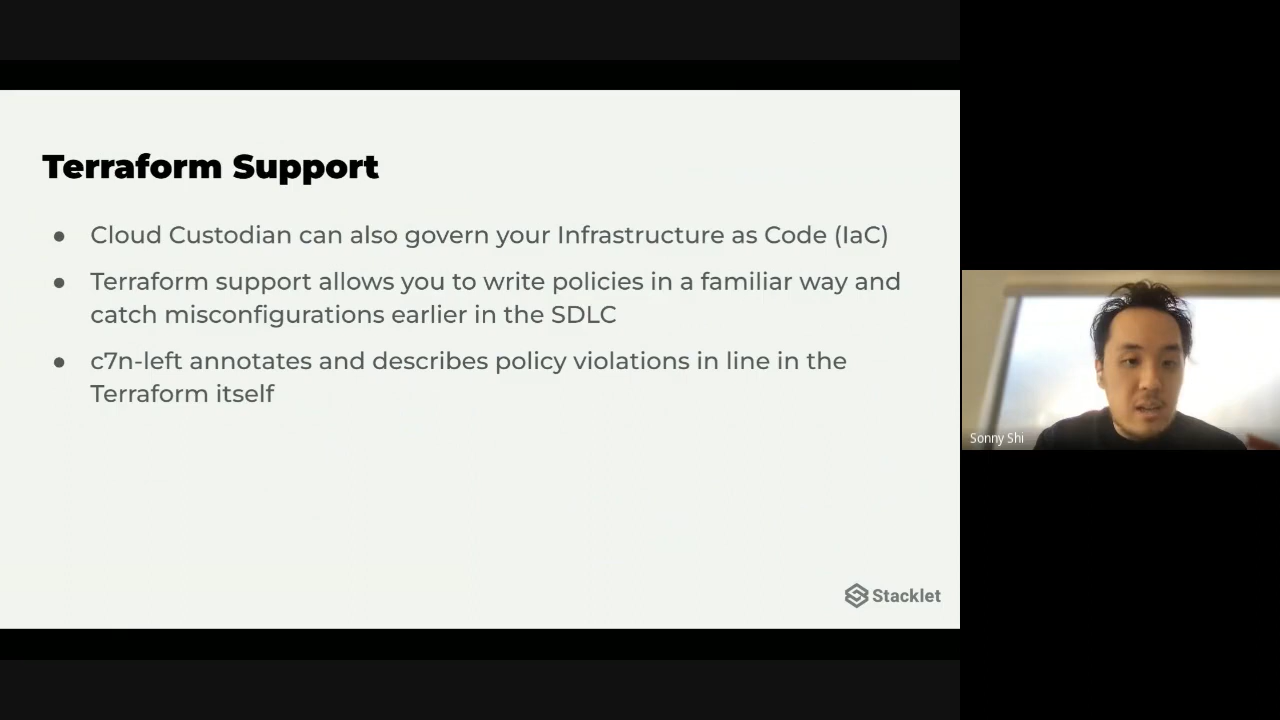 Terraform Support
● Cloud Custodian can also govern your Infrastructure as Code (IaC)
● Terraform support allows you to write policies in a familiar way and
catch misconfigurations earlier in the SDLC
● c7n-left annotates and describes policy violations in line in the
Terraform itself
Sonny Shi
Stacklet